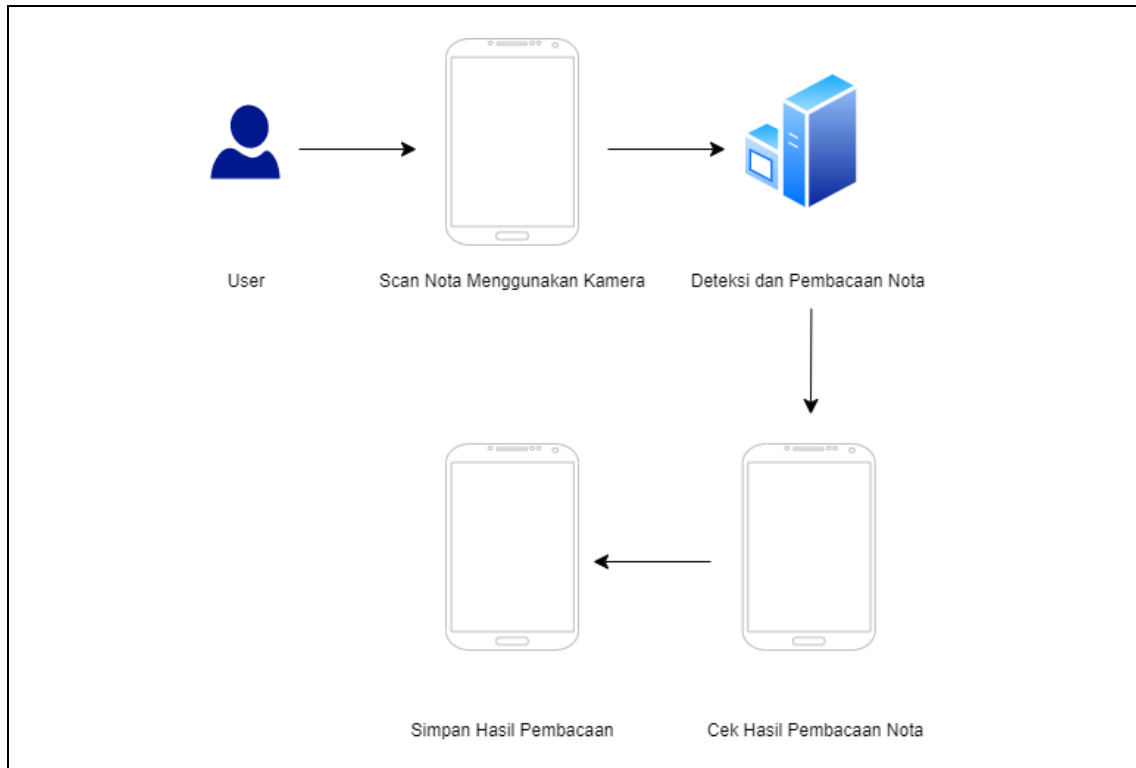 User
Scan Nota Menggunakan Kamera
Deteksi dan Pembacaan Nota
Simpan Hasil Pembacaan
Cek Hasil Pembacaan Nota